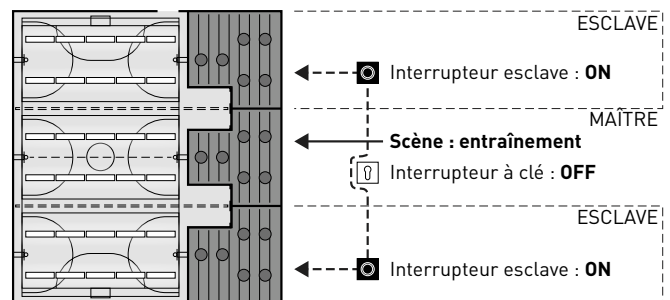 ESCLAVE
Interrupteur esclave : ON
MAÎTRE
Scène : entraînement
Interrupteur à clé : OFF
ESCLAVE
Interrupteur esclave : ON